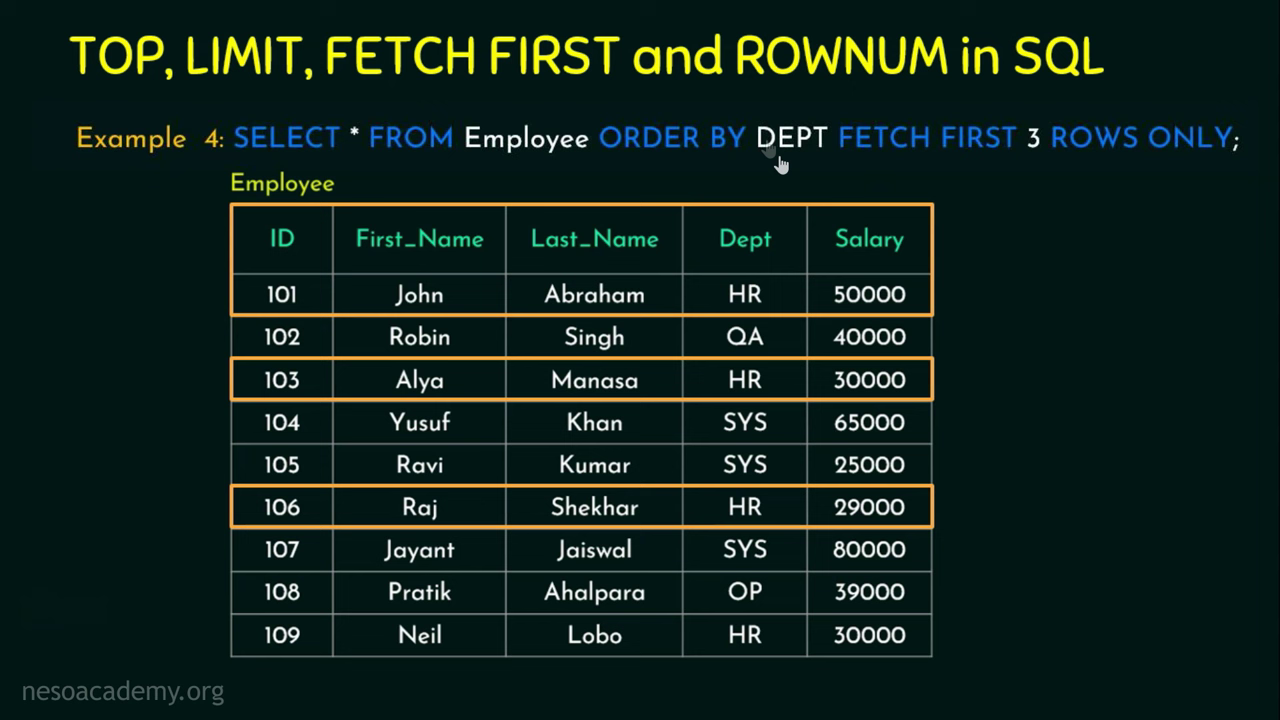 TOP, LIMIT, FETCH FIRST and ROWNUM in SQL
Example 4: SELECT * FROM Employee ORDER BY DEPT FETCH FIRST 3 ROWS ONLY;
Employee
ID First_Name Last_Name Dept Salary
101 John Abraham HR 50000
102 Robin Singh QA 40000
103 Alya Manasa HR 30000
104 Yusuf Khan SYS 65000
105 Ravi Kumar SYS 25000
106 Raj Shekhar HR 29000
107 Jayant Jaiswal SYS 80000
108 Pratik Ahalpara OP 39000
109 Neil Lobo HR 30000
nesoacademy.org